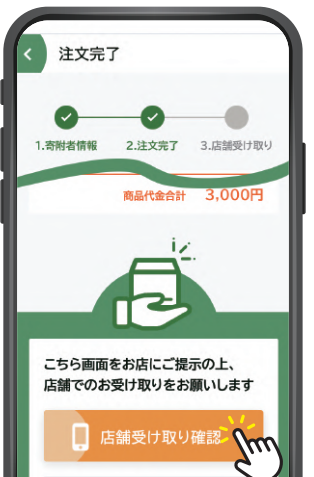 注文完了
1.寄附者情報 2.注文完了 3.店舗受け取り
商品代金合計 3,000円
こちら画面をお店にご提示の上、
店舗でのお受け取りをお願いします
店舗受け取り確認